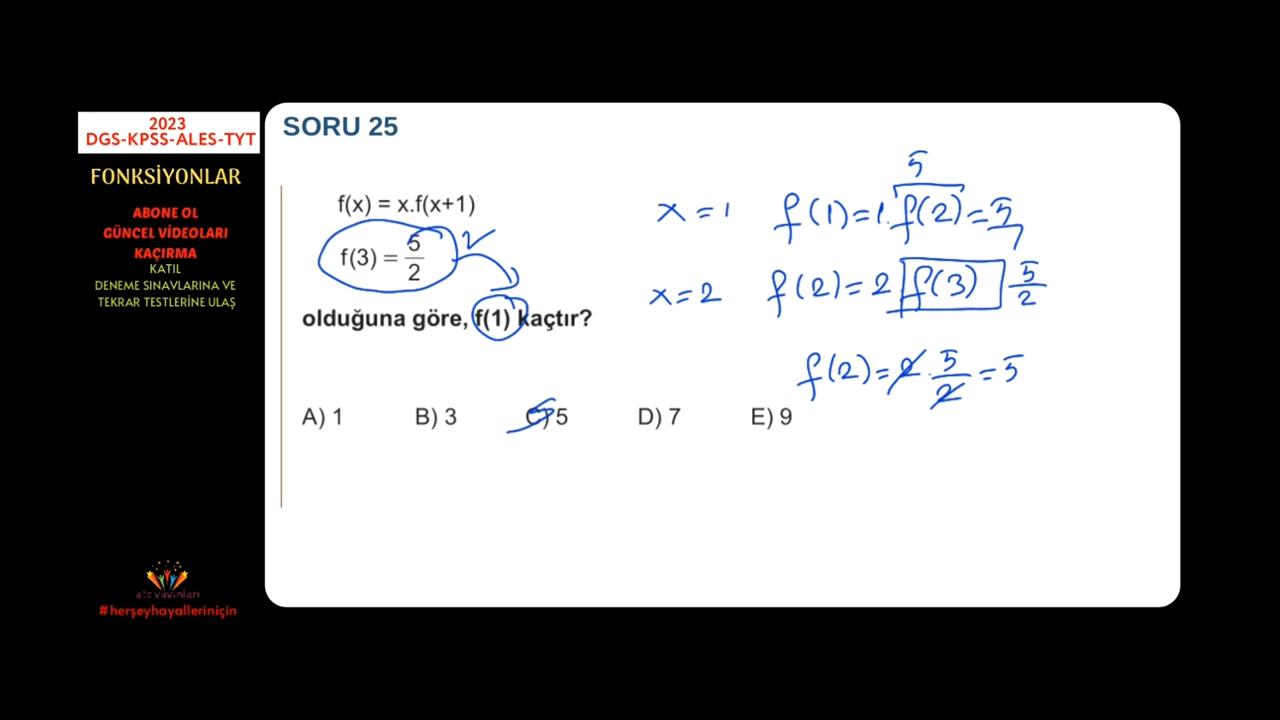 2023
DGS-KPSS-ALES-TYT
FONKSİYONLAR
ABONE OL
GÜNCEL VİDEOLARI
KAÇIRMA
KATIL
DENEME SINAVLARINA VE
TEKRAR TESTLERİNE ULAŞ
#herşeyhayalleriniçin
SORU 25
f(x) = x.f(x+1)
f(3) = 5/2
olduğuna göre, f(1) kaçtır?
A) 1 B) 3 C) 5 D) 7 E) 9
5
x = 1 f(1)=1.f(2)=5
x=2 f(2)=2 f(3) 5/2
f(2)=2.5/2=5